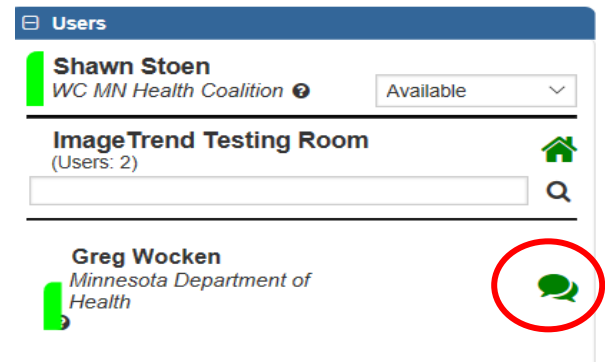 Users
Shawn Stoen
WC MN Health Coalition
Available
ImageTrend Testing Room
(Users: 2)
Greg Wocken
Minnesota Department of
Health